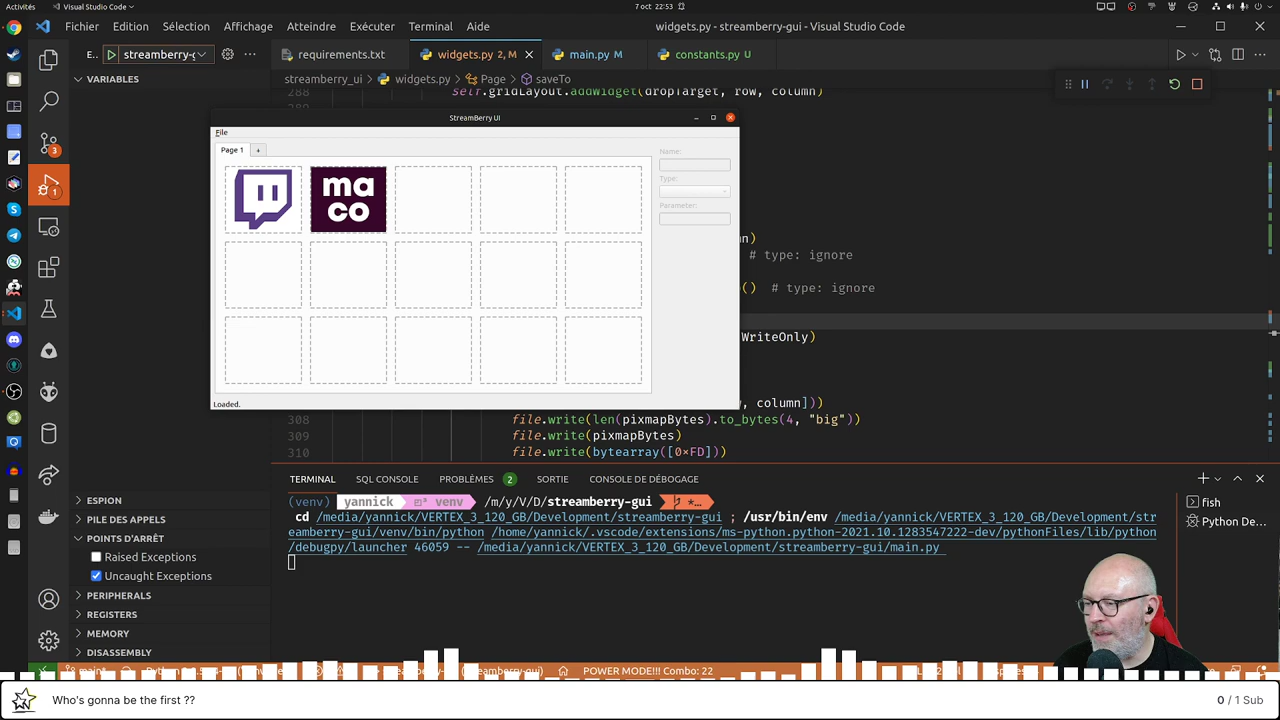 Activités
Visual Studio Code
7 oct 22:53
Fichier Edition Sélection Affichage Atteindre Exécuter Terminal Aide
widgets.py - streamberry-gui - Visual Studio Code
E..
streamberry-g
requirements.txt
widgets.py 2, M
main.py M
constants.py U
VARIABLES
streamberry_ui > widgets.py > Page > saveTo
288 self.gridLayout.addWidget(dropTarget, row, column)
StreamBerry UI
File
Page 1
+
ma
co
Name:
Type:
Parameter:
Loaded.
umn)
# type: ignore
() # type: ignore
WriteOnly)
, column]))
308 file.write(len(pixmapBytes).to_bytes(4, "big"))
309 file.write(pixmapBytes)
310 file.write(bytearray([0×FD]))
3
1
TERMINAL SQL CONSOLE PROBLÈMES 2 SORTIE CONSOLE DE DÉBOGAGE
(venv) yannick venv /m/y/V/D/streamberry-gui *…
cd /media/yannick/VERTEX_3_120_GB/Development/streamberry-gui ; /usr/bin/env /media/yannick/VERTEX_3_120_GB/Development/str
eamberry-gui/venv/bin/python /home/yannick/.vscode/extensions/ms-python.python-2021.10.1283547222-dev/pythonFiles/lib/python
/debugpy/launcher 46059 -- /media/yannick/VERTEX_3_120_GB/Development/streamberry-gui/main.py
fish
Python De...
ESPION
PILE DES APPELS
POINTS D'ARRÊT
Raised Exceptions
Uncaught Exceptions
PERIPHERALS
REGISTERS
MEMORY
DISASSEMBLY
POWER MODE!!! Combo: 22
Who's gonna be the first ??
0 / 1 Sub